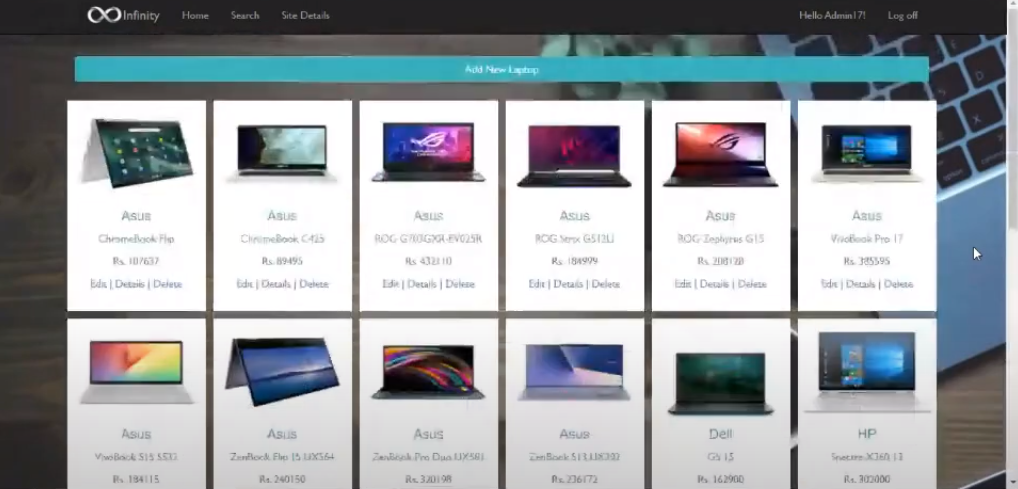 Infinity Home Search Site Details Hello Admin17! Log off
Add New Laptop
Asus
ChromeBook Flip
Rs. 107637
Edit | Details | Delete
Asus
ChromeBook C425
Rs. 89495
Edit | Details | Delete
Asus
ROG G703GXR-EV025R
Rs. 432110
Edit | Details | Delete
Asus
ROG Strix G512LI
Rs. 184999
Edit | Details | Delete
Asus
ROG Zephyrus G15
Rs. 208120
Edit | Details | Delete
Asus
VivoBook Pro 17
Rs. 385595
Edit | Details | Delete
Asus
VivoBook S15 S532
Rs. 184115
Asus
ZenBook Flip 15 UX564
Rs. 240150
Asus
ZenBook Pro Duo UX581
Rs. 320198
Asus
ZenBook S13
Rs. 236172
Dell
G5 15
Rs. 162900
HP
Spectre X360 13
Rs. 302000